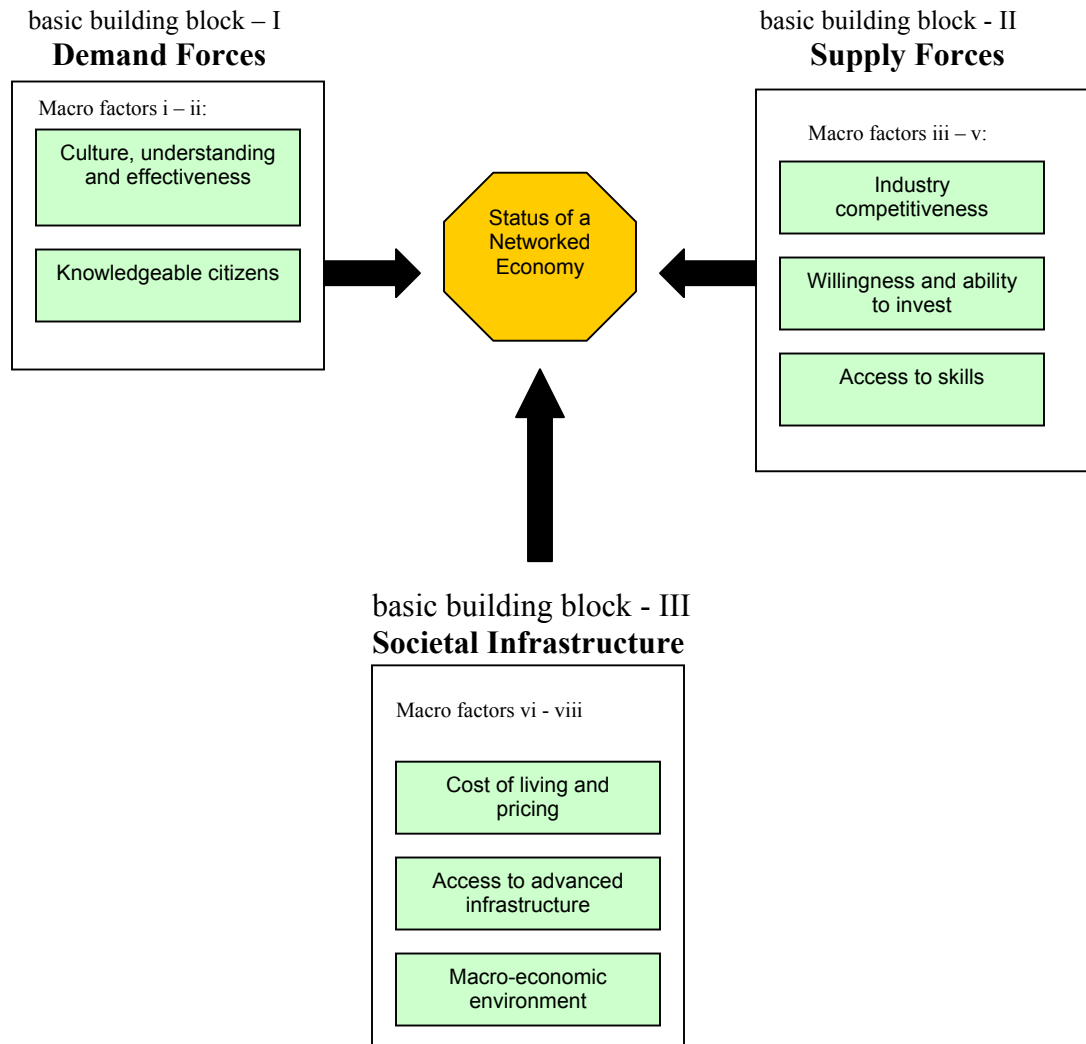 basic building block – I
Demand Forces
Macro factors i – ii:
Culture, understanding
and effectiveness
Knowledgeable citizens
Status of a
Networked
Economy
basic building block - II
Supply Forces
Macro factors iii – v:
Industry
competitiveness
Willingness and ability
to invest
Access to skills
basic building block - III
Societal Infrastructure
Macro factors vi - viii
Cost of living and
pricing
Access to advanced
infrastructure
Macro-economic
environment